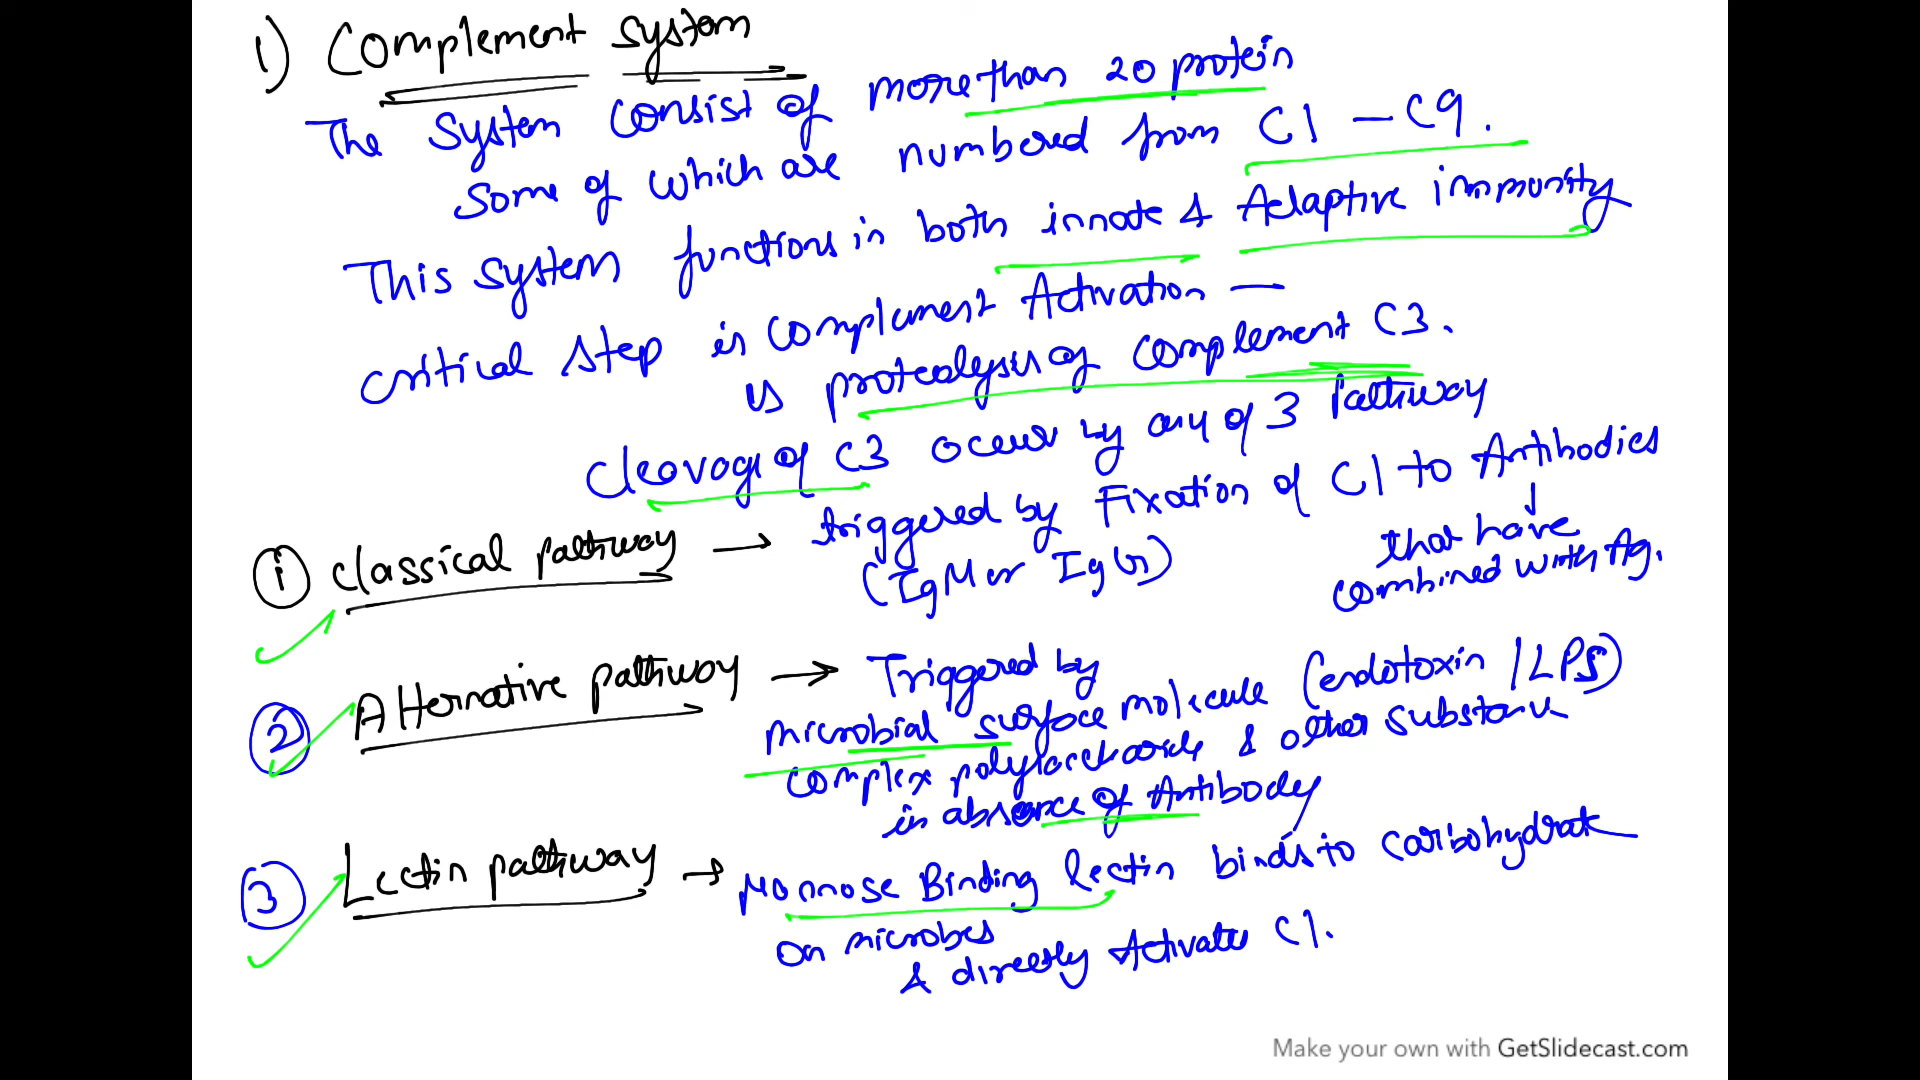 1) Complement system
The System consist of more than 20 protein
Some of which are numbered from C1 – C9.
This system functions in both innate & Adaptive immunity
critical step is complement Activation –
is proteolysis of complement C3.
Cleavage of C3 occur by any of 3 Pathway
① classical pathway → triggered by Fixation of C1 to Antibodies
(IgM or IgG)
↓
that have
combined with Ag.
② Alternative pathway → Triggered by
microbial surface molecule (endotoxin / LPS)
complex polysaccharide & other substance
in absence of Antibody
③ Lectin pathway → Mannose Binding lectin binds to carbohydrate
on microbes
& directly Activate C1.
Make your own with GetSlidecast.com